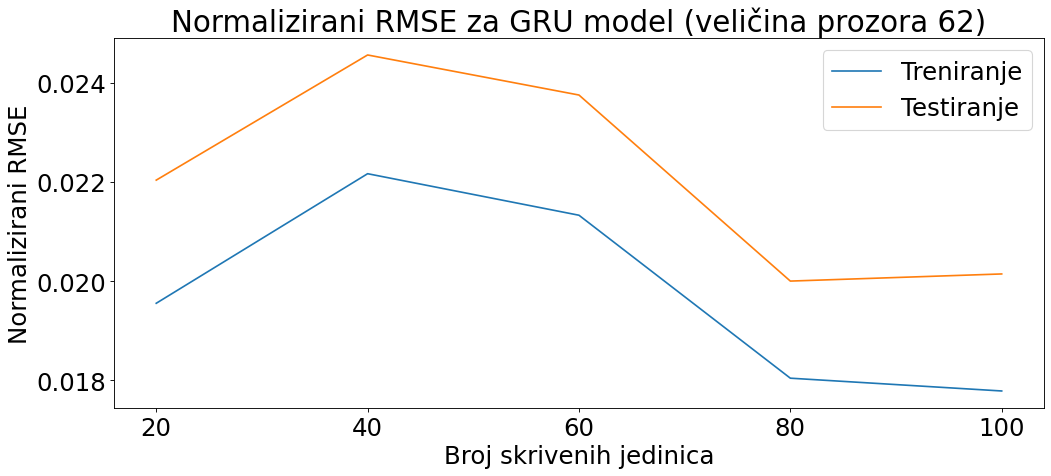 Normalizirani RMSE za GRU model (veličina prozora 62)
Treniranje
Testiranje
Normalizirani RMSE
0.024
0.022
0.020
0.018
20 40 60 80 100
Broj skrivenih jedinica